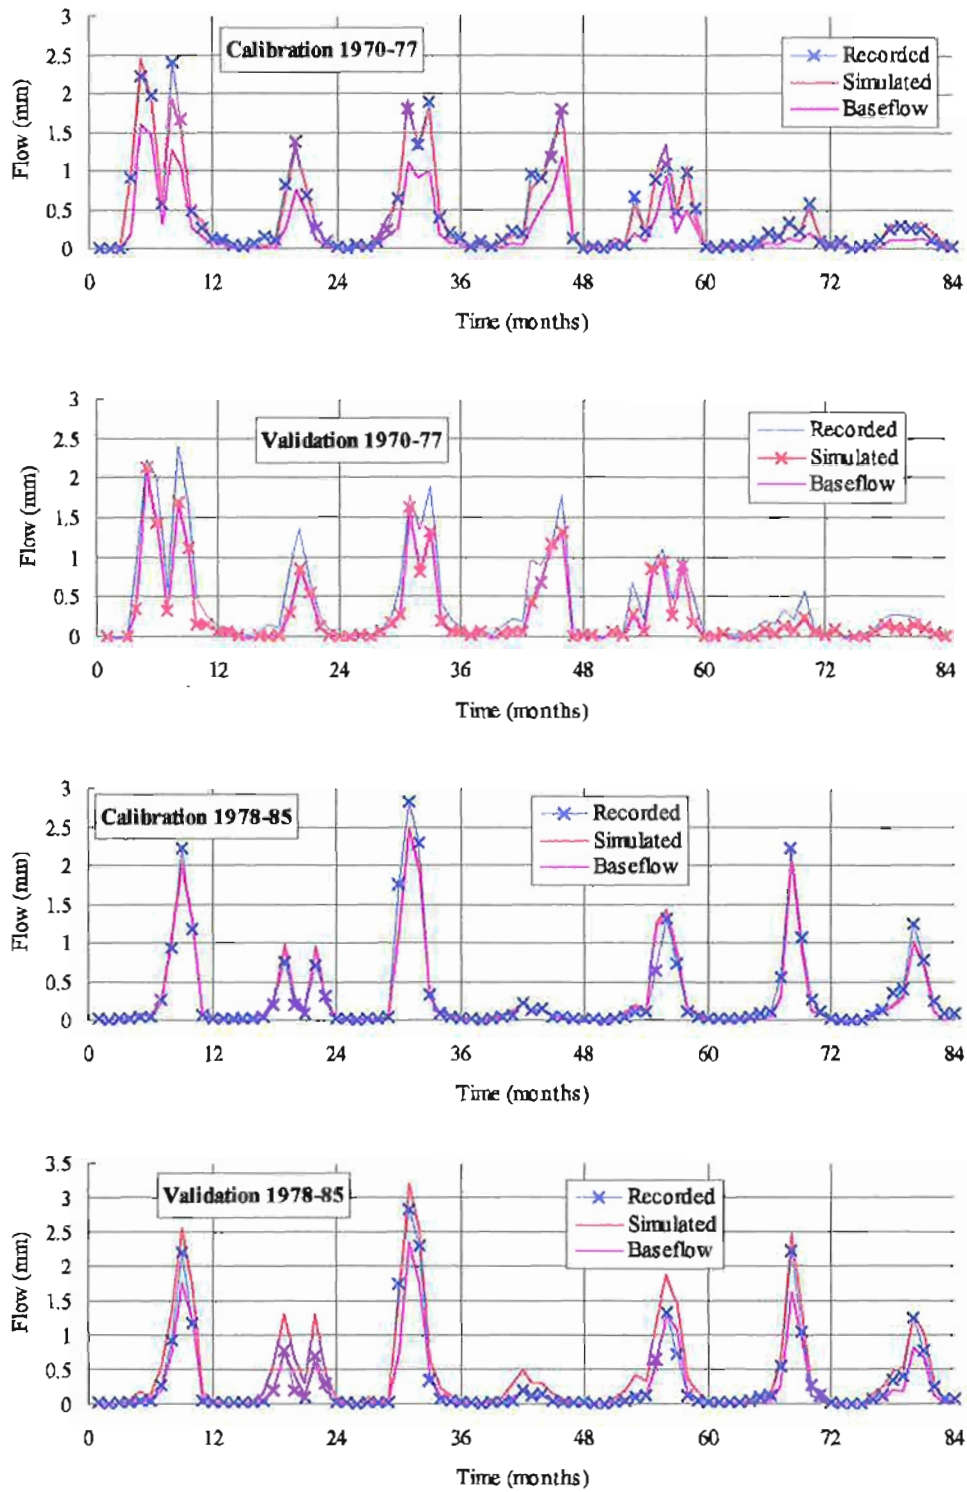 Calibration 1970-77
Recorded
Simulated
Baseflow
Flow (mm)
3
2.5
2
1.5
1
0.5
0
0 12 24 36 48 60 72 84
Time (months)
Validation 1970-77
Recorded
Simulated
Baseflow
Flow (mm)
3
2.5
2
1.5
1
0.5
0
0 12 24 36 48 60 72 84
Time (months)
Calibration 1978-85
Recorded
Simulated
Baseflow
Flow (mm)
3
2.5
2
1.5
1
0.5
0
0 12 24 36 48 60 72 84
Time (months)
Validation 1978-85
Recorded
Simulated
Baseflow
Flow (mm)
3.5
3
2.5
2
1.5
1
0.5
0
0 12 24 36 48 60 72 84
Time (months)